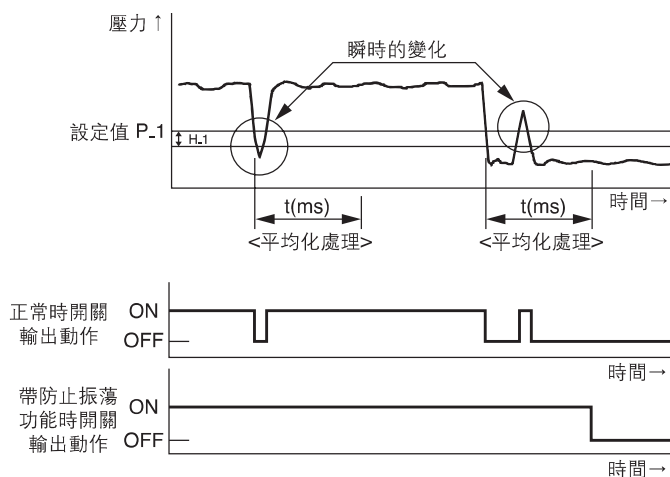 壓力↑
瞬時的變化
設定值 P_1
H_1
時間→
t(ms)
<平均化處理>
t(ms)
<平均化處理>
正常時開關
輸出動作
ON
OFF
時間→
帶防止振蕩
功能時開關
輸出動作
ON
OFF
時間→